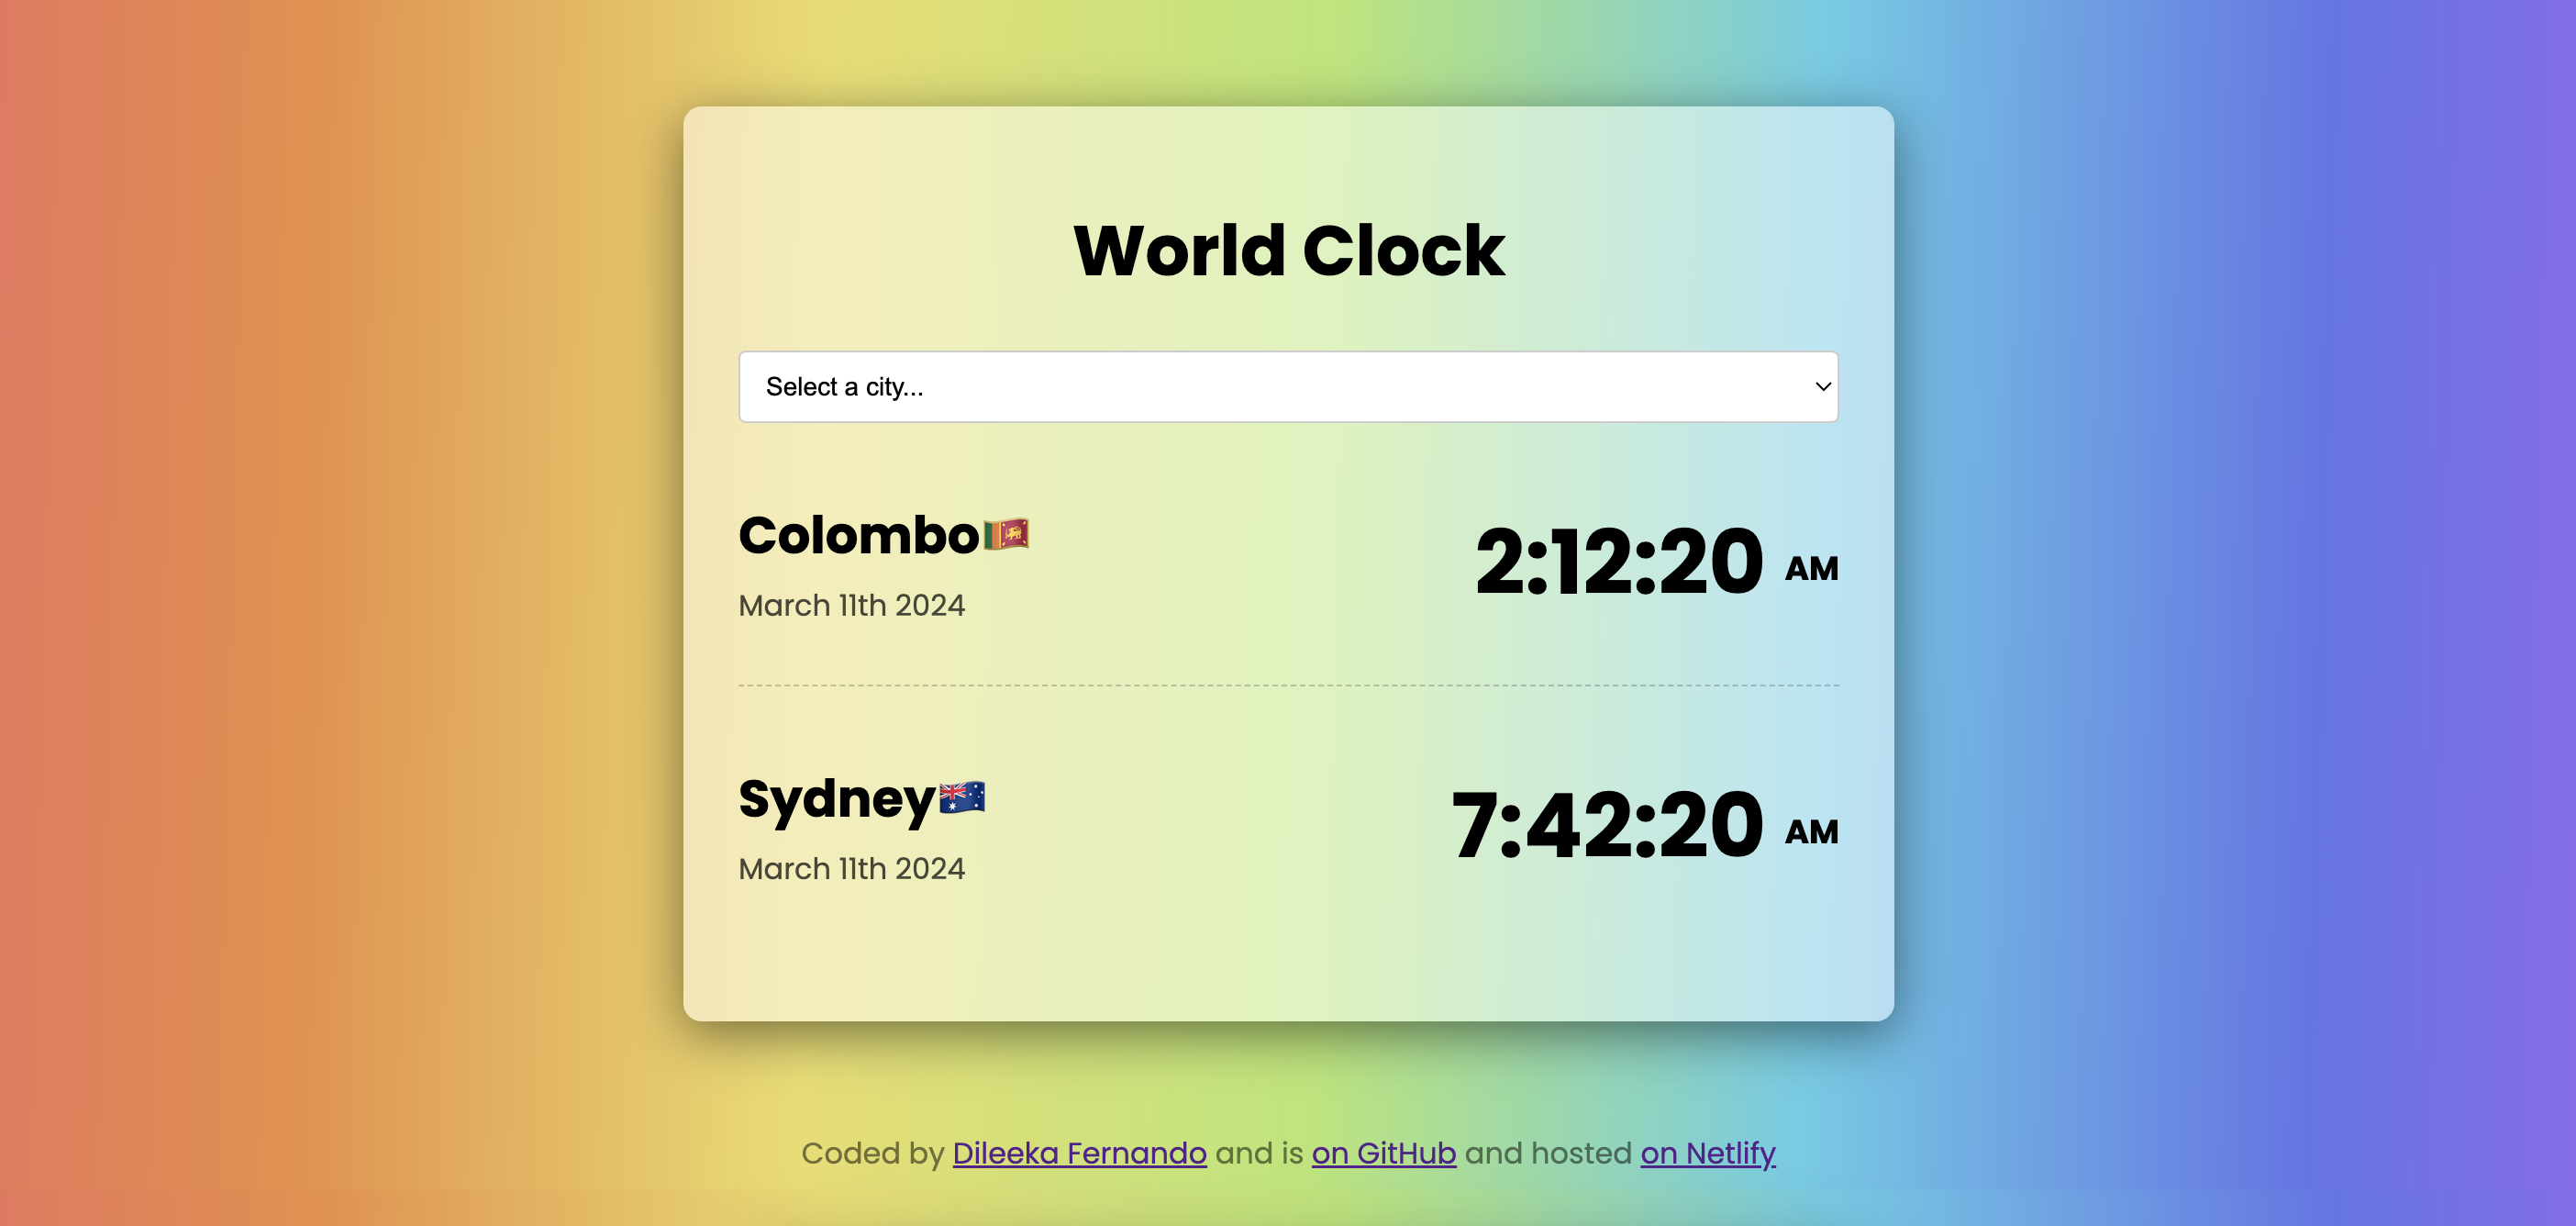 World Clock
Select a city...
Colombo🇱🇰
2:12:20 AM
March 11th 2024
Sydney🇦🇺
7:42:20 AM
March 11th 2024
Coded by Dileeka Fernando and is on GitHub and hosted on Netlify